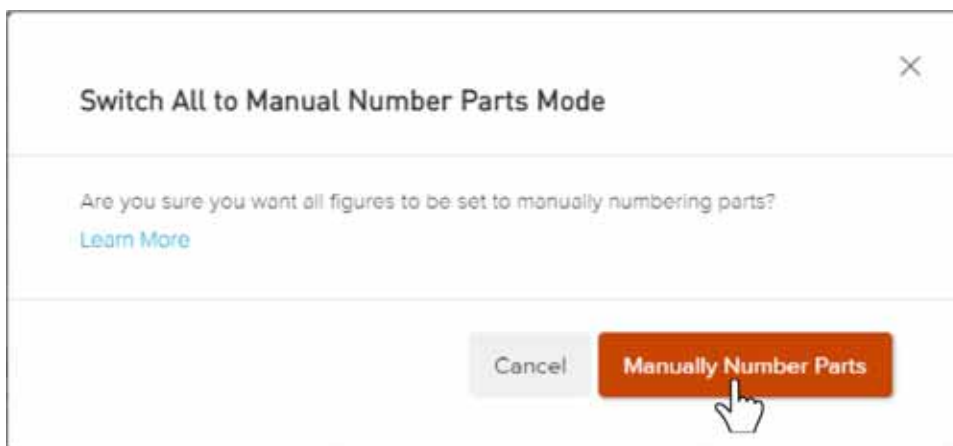 Switch All to Manual Number Parts Mode
Are you sure you want all figures to be set to manually numbering parts?
Learn More
Cancel
Manually Number Parts